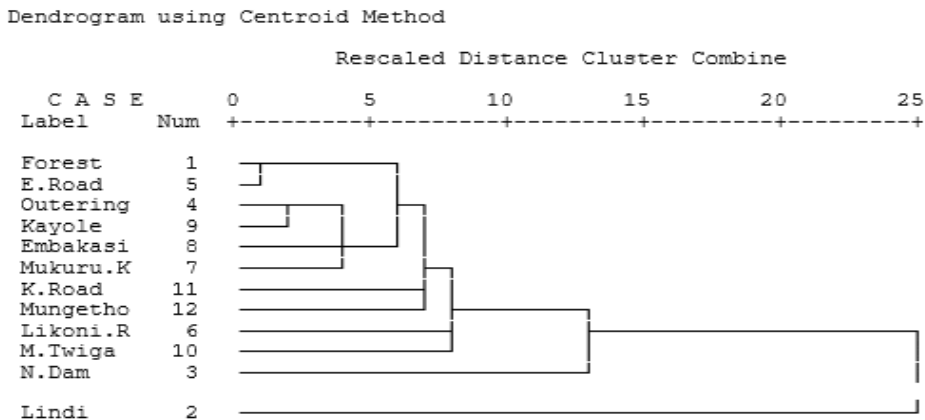 Dendrogram using Centroid Method
Rescaled Distance Cluster Combine
C A S E 0 5 10 15 20 25
Label Num +---------+---------+---------+---------+---------+
Forest 1
E.Road 5
Outering 4
Kayole 9
Embakasi 8
Mukuru.K 7
K.Road 11
Mungetho 12
Likoni.R 6
M.Twiga 10
N.Dam 3
Lindi 2